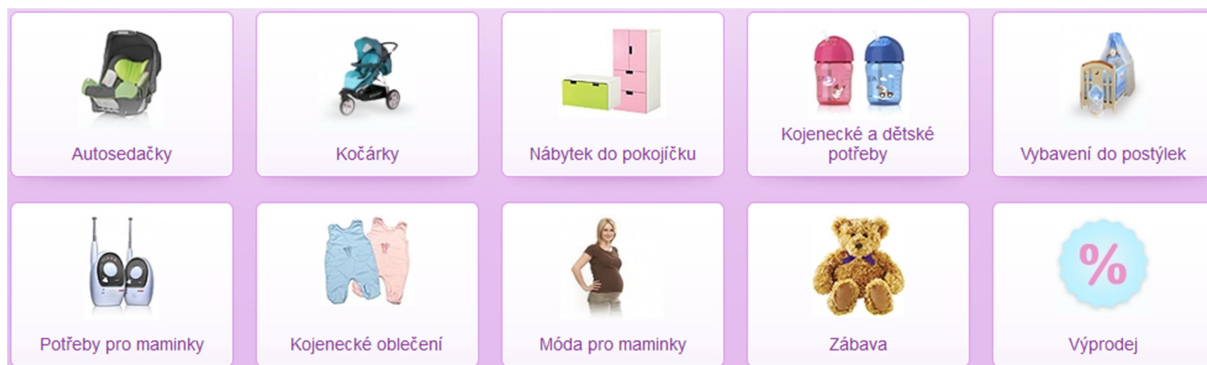 Autosedačky
Kočárky
Nábytek do pokojíčku
Kojenecké a dětské
potřeby
Vybavení do postýlek
Potřeby pro maminky
Kojenecké oblečení
Móda pro maminky
Zábava
%
Výprodej